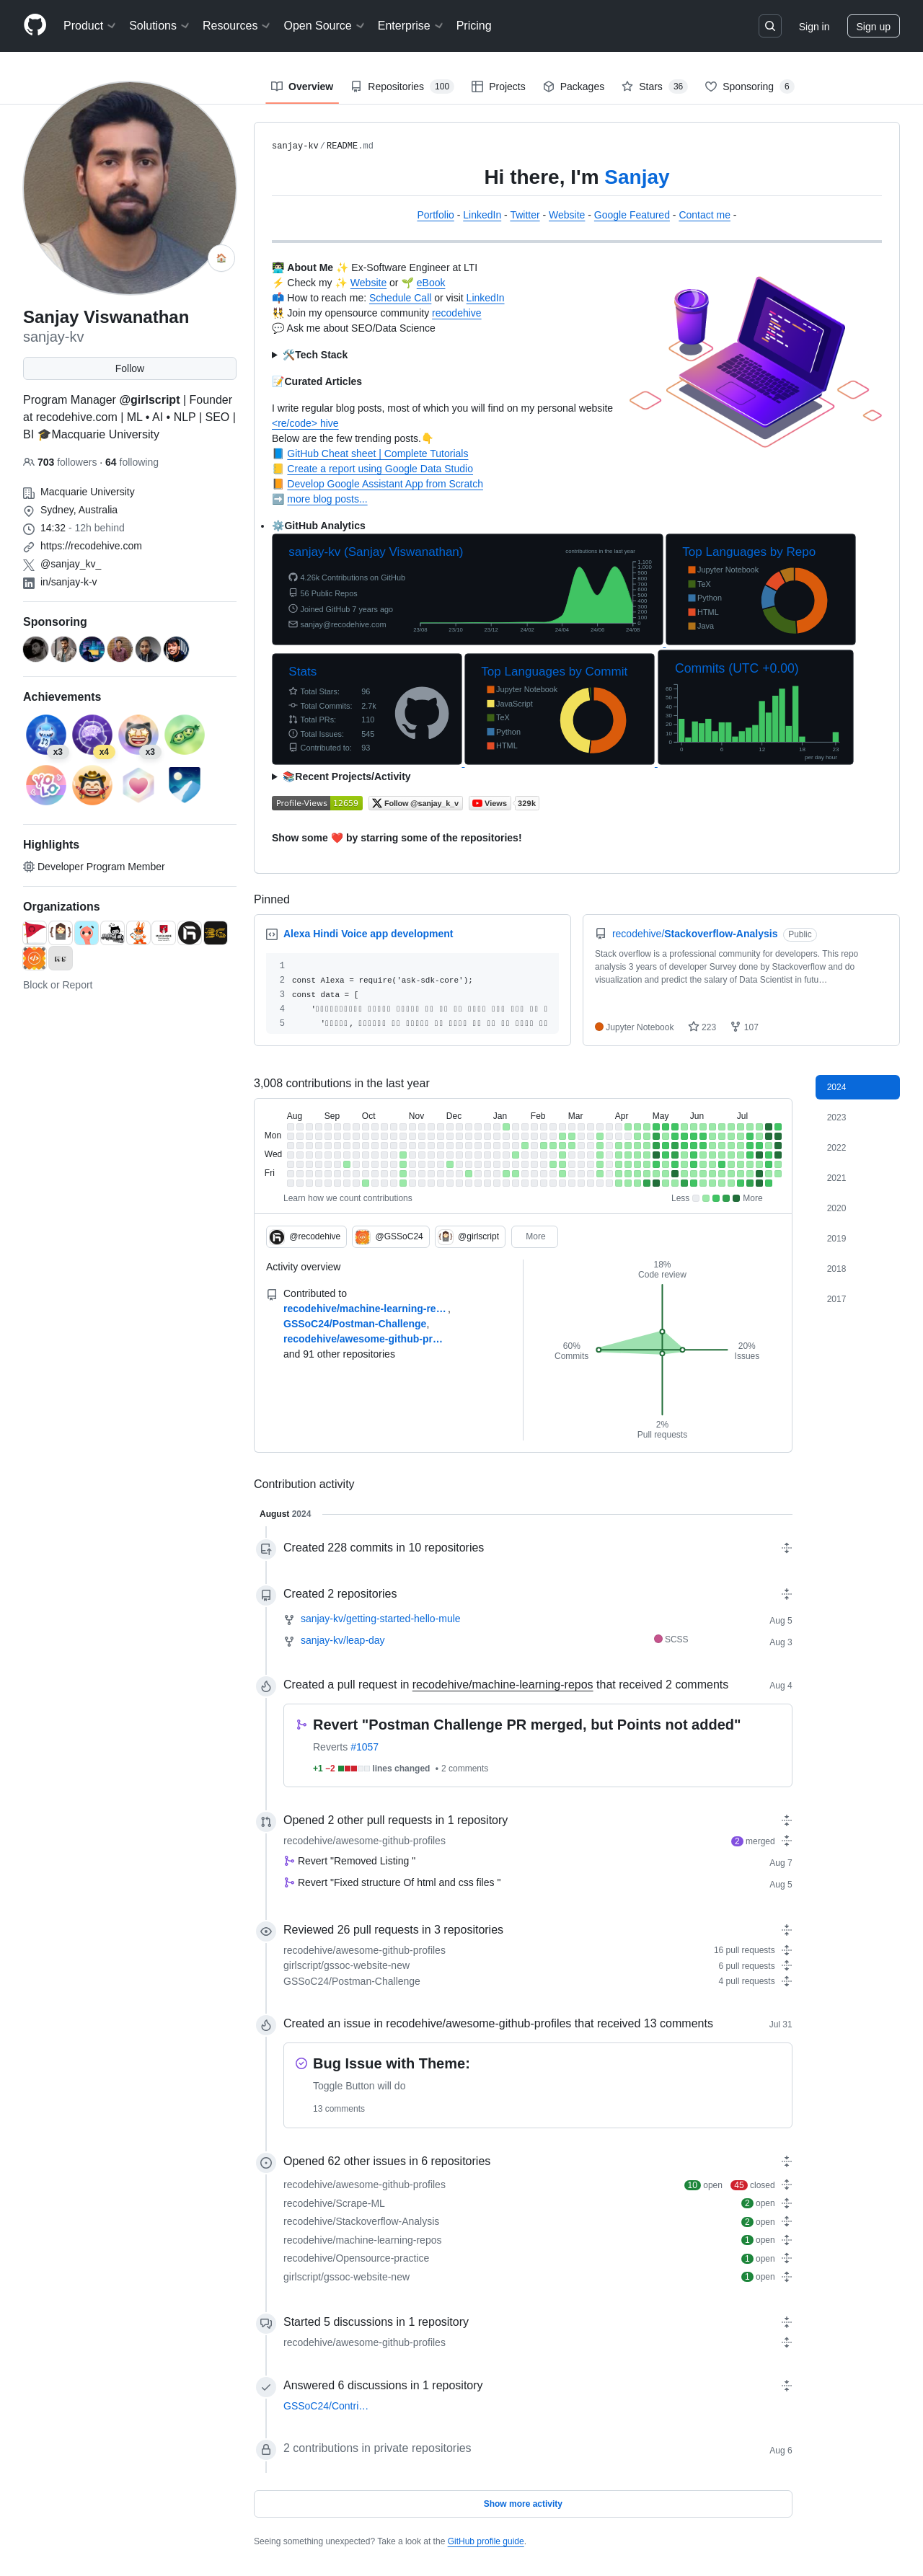 Product
Solutions
Resources
Open Source
Enterprise
Pricing
Sign in
Sign up
Overview
Repositories 100
Projects
Packages
Stars 36
Sponsoring 6
Sanjay Viswanathan
sanjay-kv
Follow
Program Manager @girlscript | Founder
at recodehive.com | ML • AI • NLP | SEO |
BI 🎓Macquarie University
703 followers · 64 following
Macquarie University
Sydney, Australia
14:32 - 12h behind
https://recodehive.com
@sanjay_kv_
in/sanjay-k-v
Sponsoring
Achievements
x3
x4
x3
YOLO
Highlights
Developer Program Member
Organizations
Block or Report
sanjay-kv / README.md
Hi there, I'm Sanjay
Portfolio - LinkedIn - Twitter - Website - Google Featured - Contact me -
👨🏻‍💻 About Me ✨ Ex-Software Engineer at LTI
⚡ Check my ✨ Website or 🌱 eBook
📫 How to reach me: Schedule Call or visit LinkedIn
👯 Join my opensource community recodehive
💬 Ask me about SEO/Data Science
🛠️Tech Stack
📝Curated Articles
I write regular blog posts, most of which you will find on my personal website
<re/code> hive
Below are the few trending posts.👇
📘 GitHub Cheat sheet | Complete Tutorials
📒 Create a report using Google Data Studio
📙 Develop Google Assistant App from Scratch
➡️ more blog posts...
⚙️GitHub Analytics
sanjay-kv (Sanjay Viswanathan)
contributions in the last year
4.26k Contributions on GitHub
56 Public Repos
Joined GitHub 7 years ago
sanjay@recodehive.com
1,100
1,000
900
800
700
600
500
400
300
200
100
0
23/08 23/10 23/12 24/02 24/04 24/06 24/08
Top Languages by Repo
Jupyter Notebook
TeX
Python
HTML
Java
Stats
Total Stars: 96
Total Commits: 2.7k
Total PRs: 110
Total Issues: 545
Contributed to: 93
Top Languages by Commit
Jupyter Notebook
JavaScript
TeX
Python
HTML
Commits (UTC +0.00)
60
50
40
30
20
10
0
0 6 12 18 23
per day hour
📚Recent Projects/Activity
Profile-Views 12659
Follow @sanjay_k_v
Views 329k
Show some ❤️ by starring some of the repositories!
Pinned
Alexa Hindi Voice app development
1
2 const Alexa = require('ask-sdk-core');
3 const data = [
4
5
recodehive/Stackoverflow-Analysis Public
Stack overflow is a professional community for developers. This repo
analysis 3 years of developer Survey done by Stackoverflow and do
visualization and predict the salary of Data Scientist in futu…
Jupyter Notebook 223 107
3,008 contributions in the last year
Aug Sep Oct Nov Dec Jan Feb Mar Apr May Jun Jul
Mon
Wed
Fri
Learn how we count contributions
Less More
2024
2023
2022
2021
2020
2019
2018
2017
@recodehive
@GSSoC24
@girlscript
More
Activity overview
Contributed to
recodehive/machine-learning-re… ,
GSSoC24/Postman-Challenge,
recodehive/awesome-github-pr…
and 91 other repositories
18%
Code review
60%
Commits
20%
Issues
2%
Pull requests
Contribution activity
August 2024
Created 228 commits in 10 repositories
Created 2 repositories
sanjay-kv/getting-started-hello-mule Aug 5
sanjay-kv/leap-day SCSS Aug 3
Created a pull request in recodehive/machine-learning-repos that received 2 comments Aug 4
Revert "Postman Challenge PR merged, but Points not added"
Reverts #1057
+1 −2 lines changed • 2 comments
Opened 2 other pull requests in 1 repository
recodehive/awesome-github-profiles 2 merged
Revert "Removed Listing " Aug 7
Revert "Fixed structure Of html and css files " Aug 5
Reviewed 26 pull requests in 3 repositories
recodehive/awesome-github-profiles 16 pull requests
girlscript/gssoc-website-new 6 pull requests
GSSoC24/Postman-Challenge 4 pull requests
Created an issue in recodehive/awesome-github-profiles that received 13 comments Jul 31
Bug Issue with Theme:
Toggle Button will do
13 comments
Opened 62 other issues in 6 repositories
recodehive/awesome-github-profiles 10 open 45 closed
recodehive/Scrape-ML 2 open
recodehive/Stackoverflow-Analysis 2 open
recodehive/machine-learning-repos 1 open
recodehive/Opensource-practice 1 open
girlscript/gssoc-website-new 1 open
Started 5 discussions in 1 repository
recodehive/awesome-github-profiles
Answered 6 discussions in 1 repository
GSSoC24/Contri…
2 contributions in private repositories Aug 6
Show more activity
Seeing something unexpected? Take a look at the GitHub profile guide.